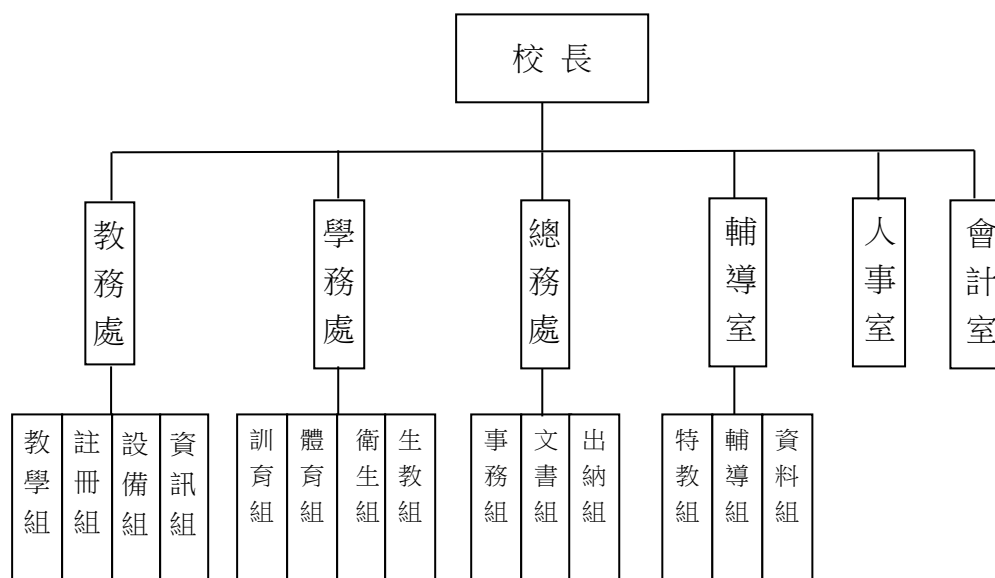 校 長
教務處
學務處
總務處
輔導室
人事室
會計室
教學組
註冊組
設備組
資訊組
訓育組
體育組
衛生組
生教組
事務組
文書組
出納組
特教組
輔導組
資料組